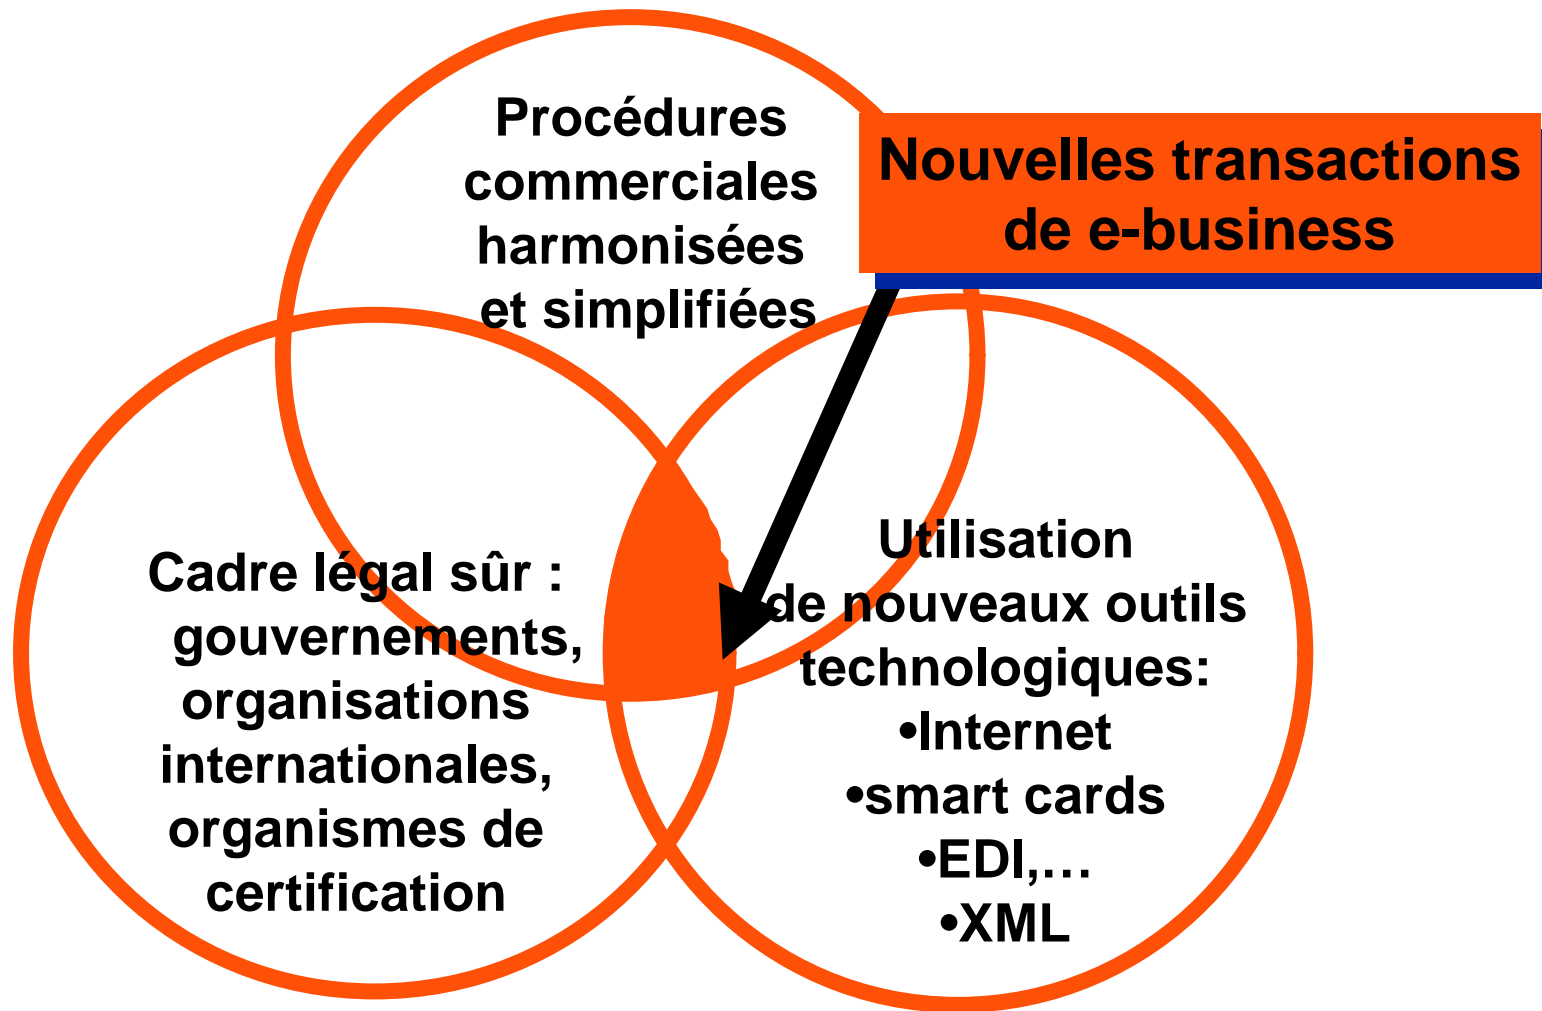 Procédures
commerciales
harmonisées
et simplifiées
Nouvelles transactions
de e-business
Cadre légal sûr :
gouvernements,
organisations
internationales,
organismes de
certification
Utilisation
de nouveaux outils
technologiques:
•Internet
•smart cards
•EDI,…
•XML